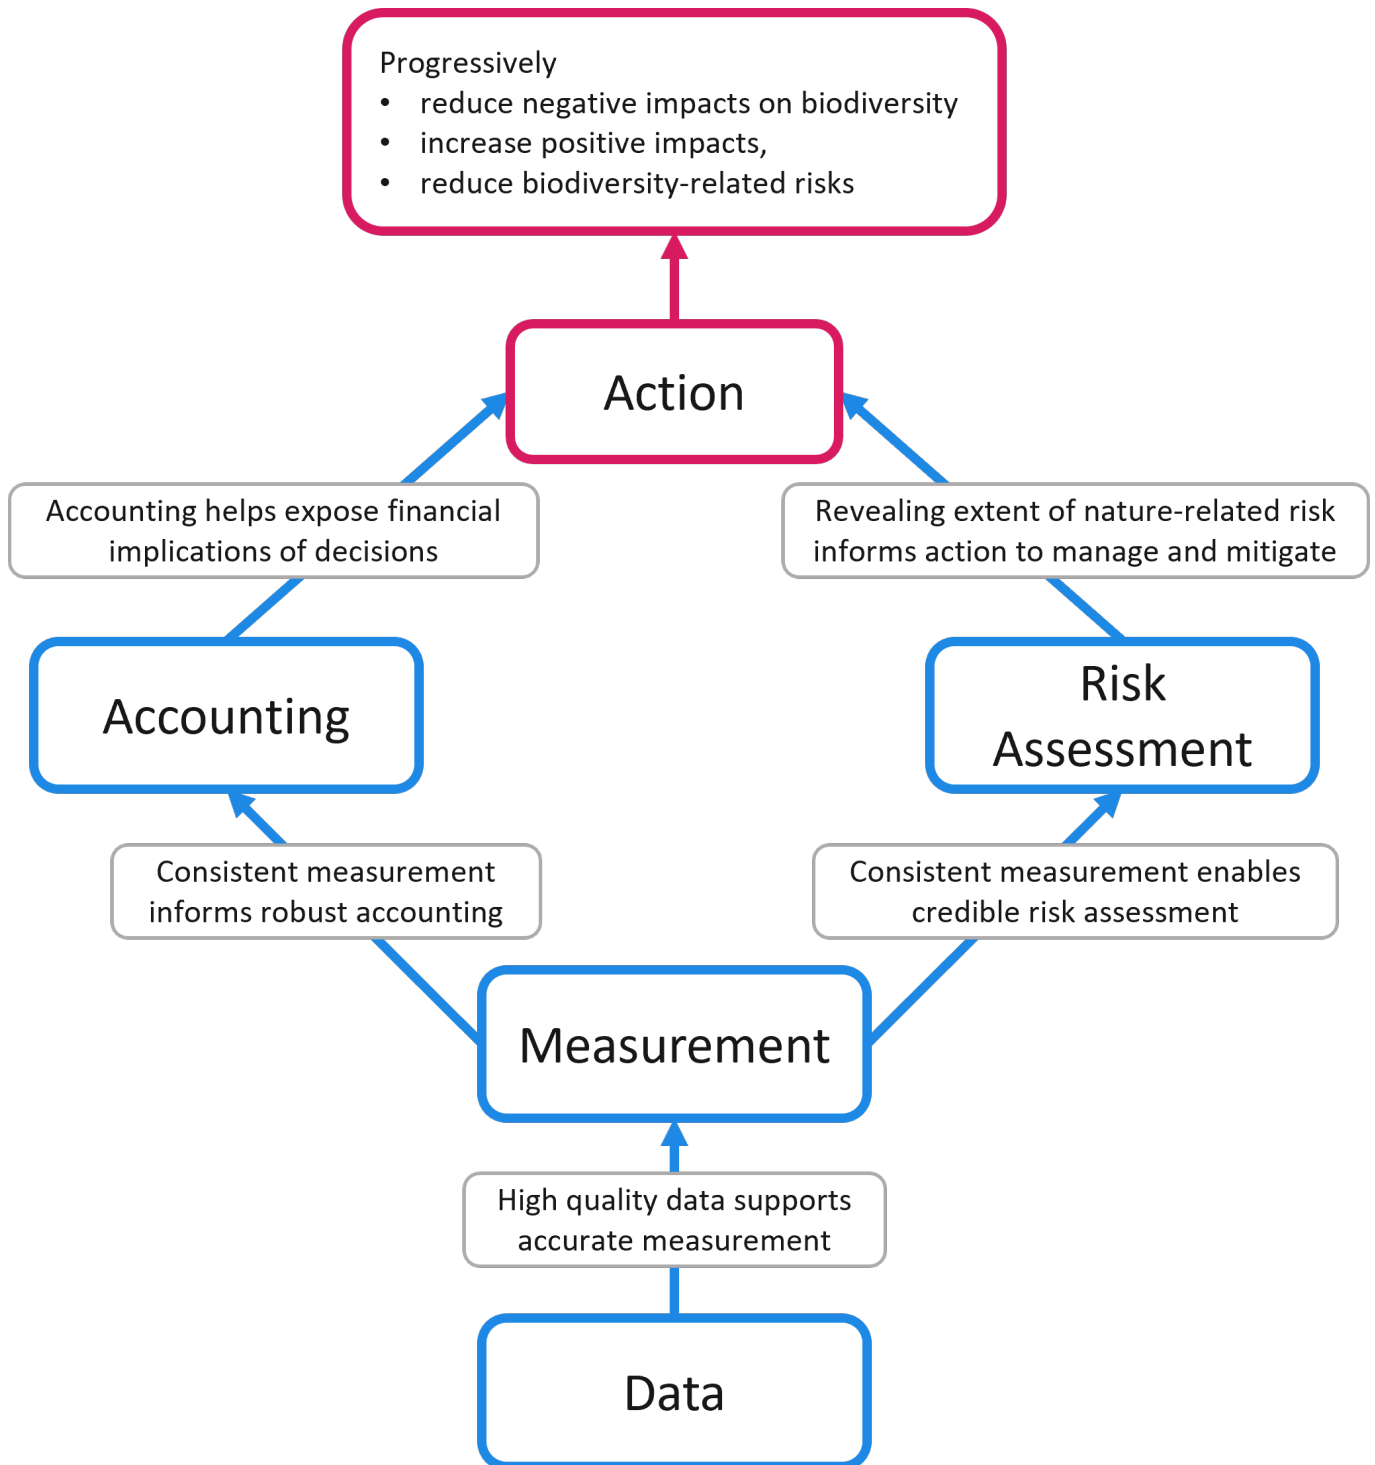 Progressively
• reduce negative impacts on biodiversity
• increase positive impacts,
• reduce biodiversity-related risks
Action
Accounting helps expose financial
implications of decisions
Revealing extent of nature-related risk
informs action to manage and mitigate
Accounting
Risk
Assessment
Consistent measurement
informs robust accounting
Consistent measurement enables
credible risk assessment
Measurement
High quality data supports
accurate measurement
Data